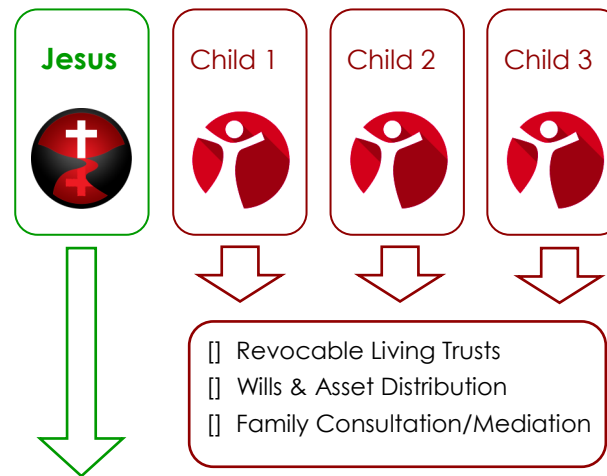 Jesus
Child 1
Child 2
Child 3
[] Revocable Living Trusts
[] Wills & Asset Distribution
[] Family Consultation/Mediation